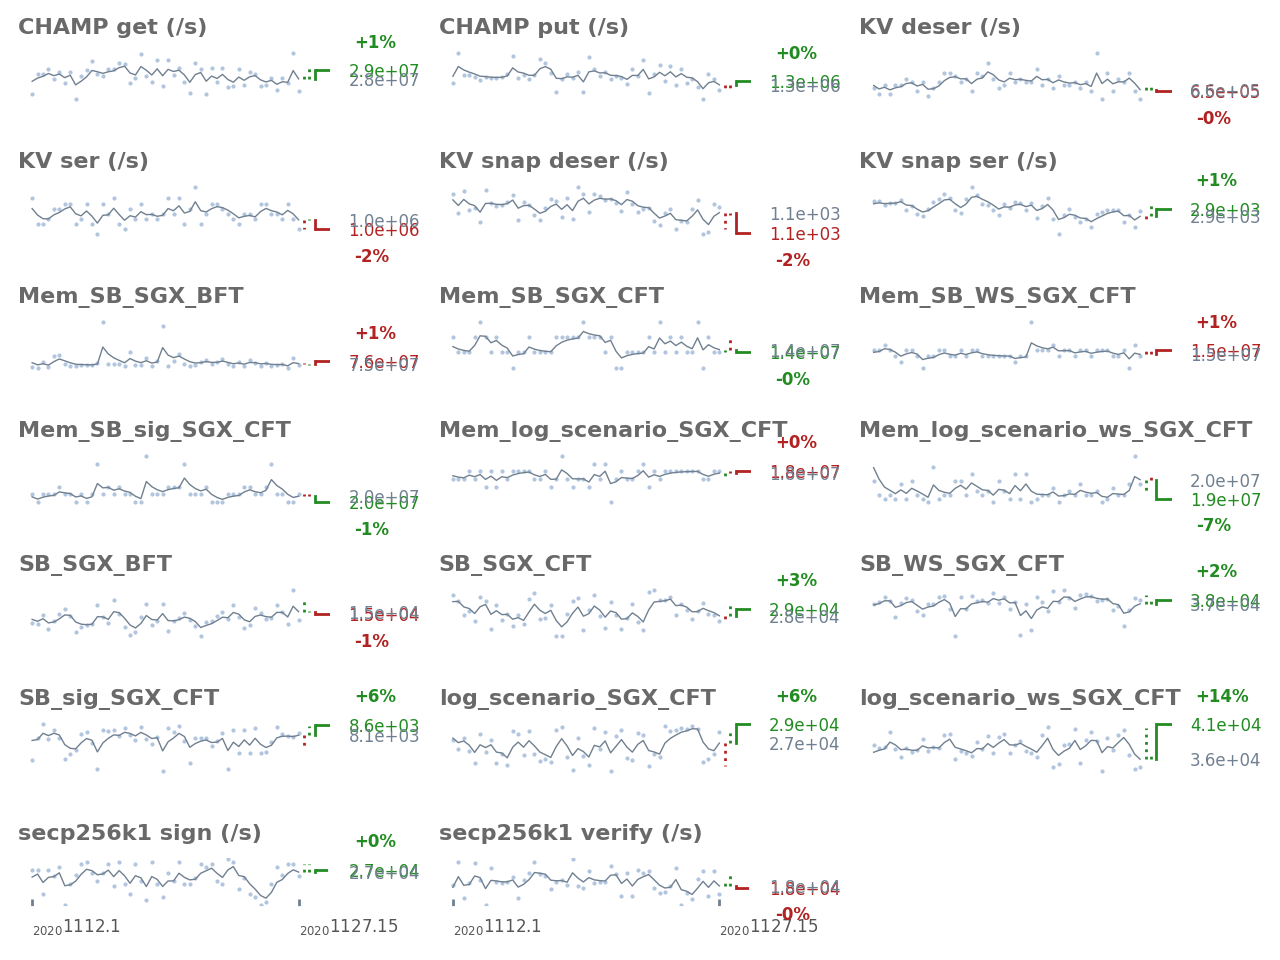 CHAMP get (/s)
+1%
2.9e+07
2.8e+07
CHAMP put (/s)
+0%
1.3e+06
1.3e+06
KV deser (/s)
6.5e+05
-0%
KV ser (/s)
1.0e+06
1.0e+06
-2%
KV snap deser (/s)
1.1e+03
1.1e+03
-2%
KV snap ser (/s)
+1%
2.9e+03
2.9e+03
Mem_SB_SGX_BFT
+1%
7.6e+07
7.5e+07
Mem_SB_SGX_CFT
1.4e+07
1.4e+07
-0%
Mem_SB_WS_SGX_CFT
+1%
1.5e+07
1.5e+07
Mem_SB_sig_SGX_CFT
2.0e+07
2.0e+07
-1%
Mem_log_scenario_SGX_CFT
+0%
1.8e+07
1.8e+07
Mem_log_scenario_ws_SGX_CFT
2.0e+07
1.9e+07
-7%
SB_SGX_BFT
1.5e+04
1.5e+04
-1%
SB_SGX_CFT
+3%
2.9e+04
2.8e+04
SB_WS_SGX_CFT
+2%
3.8e+04
3.7e+04
SB_sig_SGX_CFT
+6%
8.6e+03
8.1e+03
log_scenario_SGX_CFT
+6%
2.9e+04
2.7e+04
log_scenario_ws_SGX_CFT
+14%
4.1e+04
3.6e+04
secp256k1 sign (/s)
+0%
2.7e+04
2.7e+04
secp256k1 verify (/s)
1.8e+04
1.8e+04
-0%
2020 1112.1
2020 1127.15
2020 1112.1
2020 1127.15